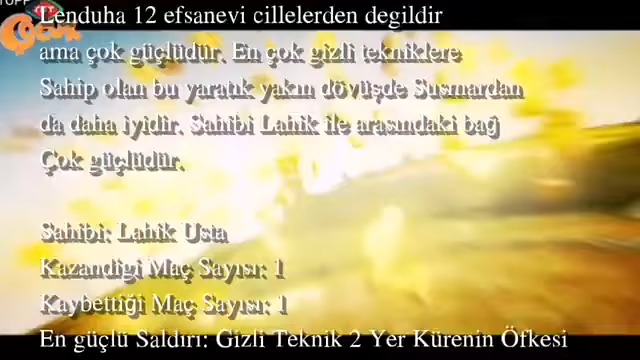 Lenduha 12 efsanevi cillelerden degildir
ama çok güçlüdür. En çok gizli tekniklere
Sahip olan bu yaratık yakın dövüşde Susmardan
da daha iyidir. Sahibi Lahik ile arasındaki bağ
Çok güçlüdür.
Sahibi: Lahik Usta
Kazandigi Maç Sayısı: 1
Kaybettiği Maç Sayısı: 1
En güçlü Saldırı: Gizli Teknik 2 Yer Kürenin Öfkesi
ÇOCUK